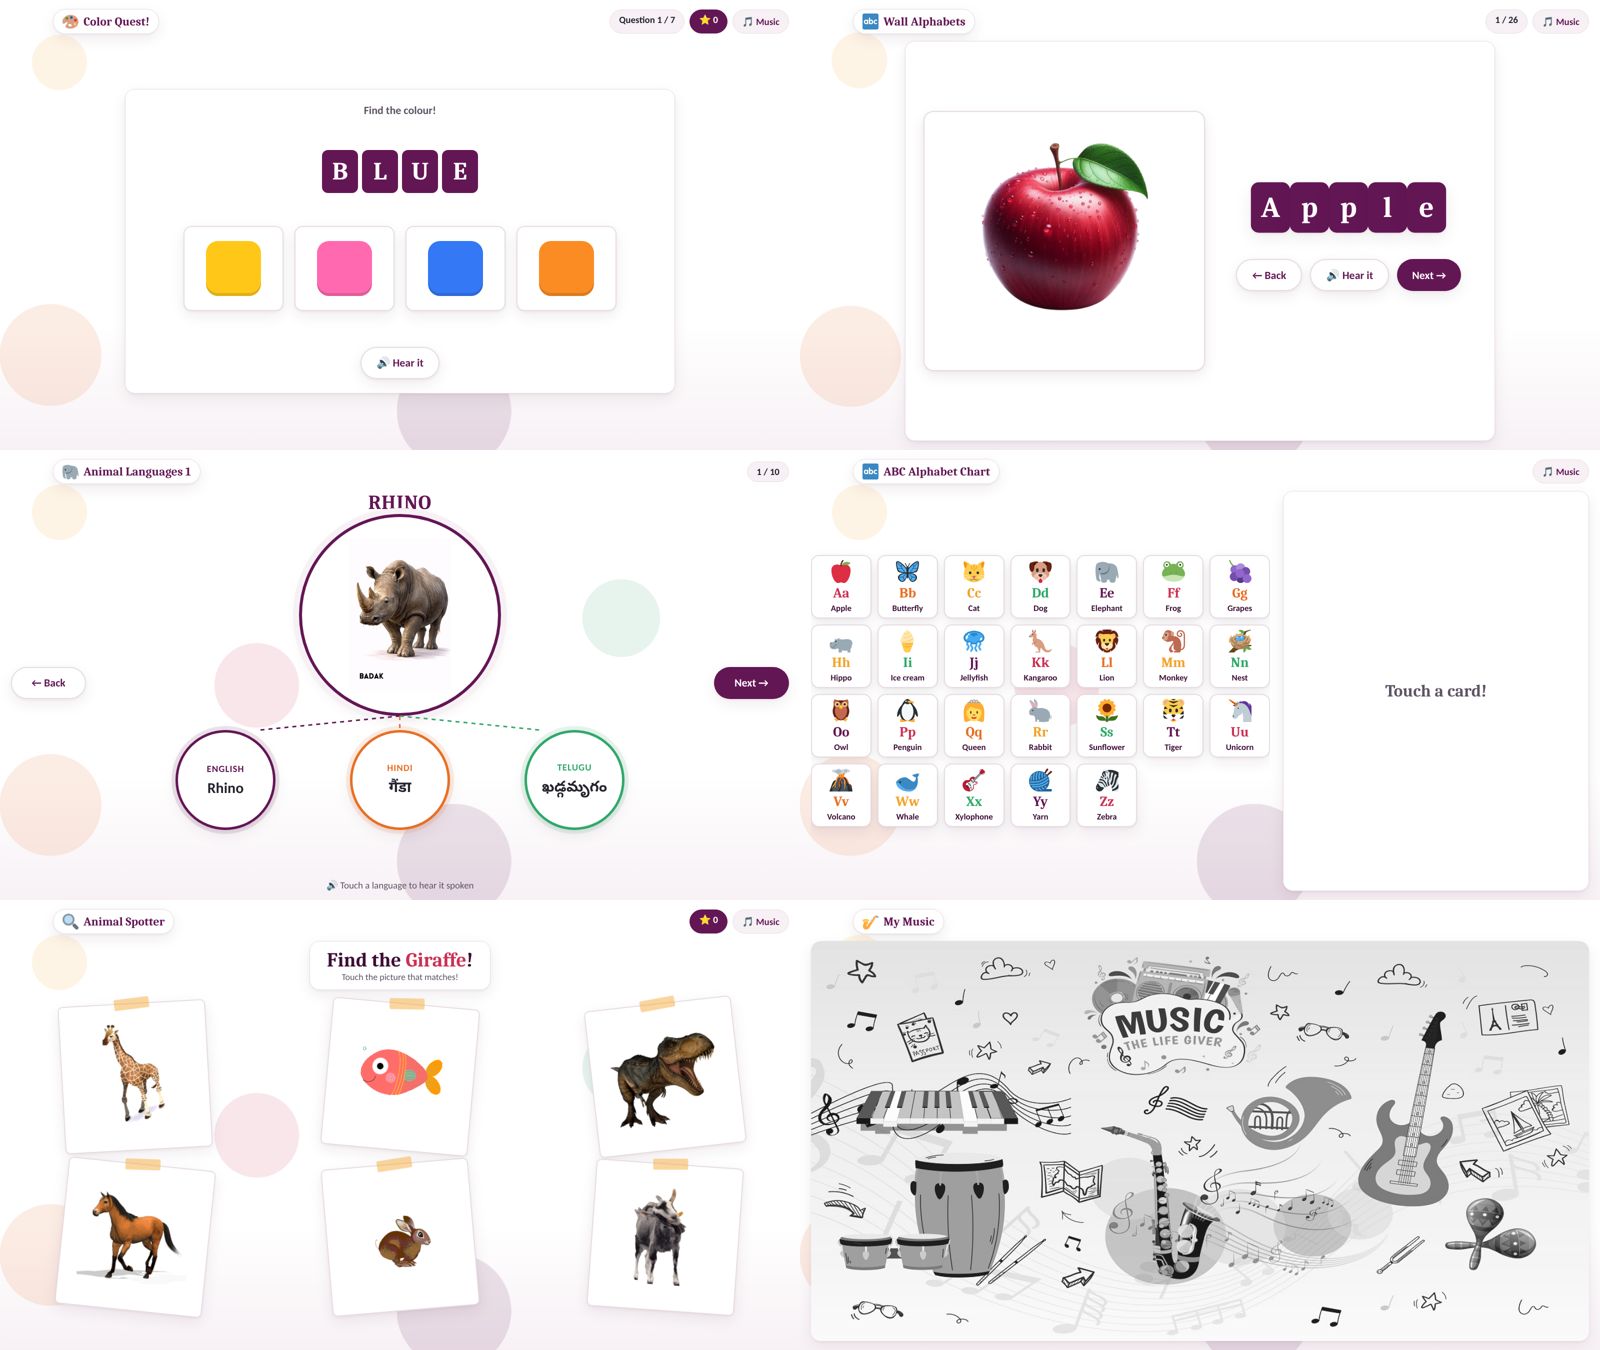 Color Quest!
Question 1 / 7
0
Music
Find the colour!
B L U E
Hear it
Wall Alphabets
1 / 26
Music
A p p l e
← Back
Hear it
Next →
Animal Languages 1
1 / 10
RHINO
BADAK
← Back
Next →
ENGLISH
Rhino
HINDI
गैंडा
TELUGU
ఖడ్గమృగం
Touch a language to hear it spoken
ABC Alphabet Chart
Music
Aa
Apple
Bb
Butterfly
Cc
Cat
Dd
Dog
Ee
Elephant
Ff
Frog
Gg
Grapes
Hh
Hippo
Ii
Ice cream
Jj
Jellyfish
Kk
Kangaroo
Ll
Lion
Mm
Monkey
Nn
Nest
Oo
Owl
Pp
Penguin
Qq
Queen
Rr
Rabbit
Ss
Sunflower
Tt
Tiger
Uu
Unicorn
Vv
Volcano
Ww
Whale
Xx
Xylophone
Yy
Yarn
Zz
Zebra
Touch a card!
Animal Spotter
0
Music
Find the Giraffe!
Touch the picture that matches!
My Music
MUSIC
THE LIFE GIVER
PASSPORT